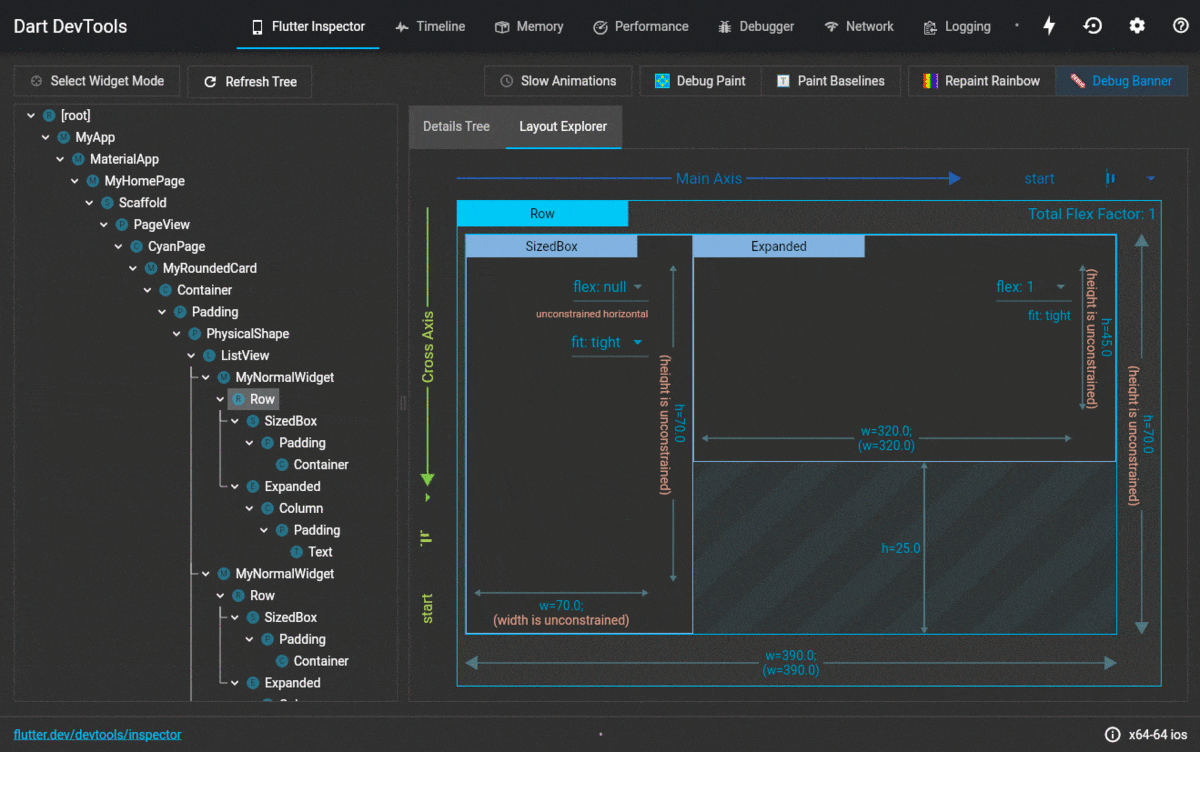 Dart DevTools
Flutter Inspector
Timeline
Memory
Performance
Debugger
Network
Logging
Select Widget Mode
Refresh Tree
Slow Animations
Debug Paint
Paint Baselines
Repaint Rainbow
Debug Banner
[root]
MyApp
MaterialApp
MyHomePage
Scaffold
PageView
CyanPage
MyRoundedCard
Container
Padding
PhysicalShape
ListView
MyNormalWidget
Row
SizedBox
Padding
Container
Expanded
Column
Padding
Text
MyNormalWidget
Row
SizedBox
Padding
Container
Expanded
Details Tree
Layout Explorer
Main Axis
start
Cross Axis
start
Row
Total Flex Factor: 1
SizedBox
flex: null
unconstrained horizontal
fit: tight
h=70.0
(height is unconstrained)
w=70.0;
(width is unconstrained)
Expanded
flex: 1
fit: tight
h=45.0
(height is unconstrained)
w=320.0;
(w=320.0)
h=25.0
h=70.0
(height is unconstrained)
w=390.0;
(w=390.0)
flutter.dev/devtools/inspector
x64-64 ios